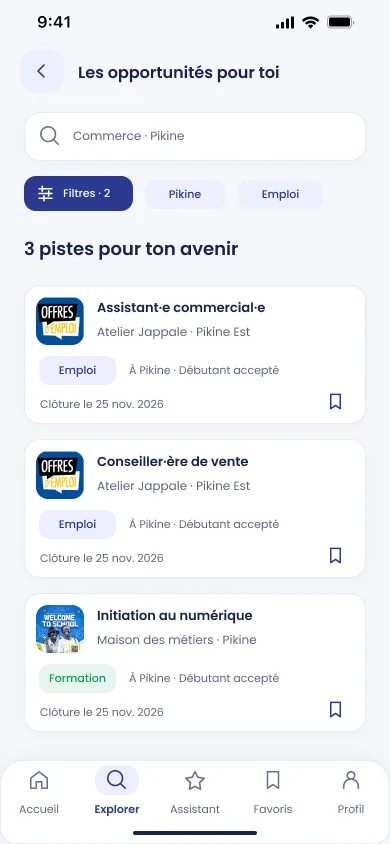 9:41
Les opportunités pour toi
Commerce · Pikine
Filtres · 2
Pikine
Emploi
3 pistes pour ton avenir
OFFRES
D'EMPLOI
Assistant·e commercial·e
Atelier Jappale · Pikine Est
Emploi
À Pikine · Débutant accepté
Clôture le 25 nov. 2026
OFFRES
D'EMPLOI
Conseiller·ère de vente
Atelier Jappale · Pikine Est
Emploi
À Pikine · Débutant accepté
Clôture le 25 nov. 2026
WELCOME
TO SCHOOL
Initiation au numérique
Maison des métiers · Pikine
Formation
À Pikine · Débutant accepté
Clôture le 25 nov. 2026
Accueil
Explorer
Assistant
Favoris
Profil